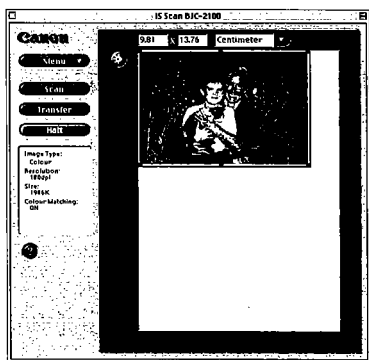 IS Scan BJC-2100
Canon
9.81 X 13.76 Centimeter
Menu
Scan
Transfer
Halt
Image Type:
Colour
Resolution:
180dpi
Size:
1986K
Colour Matching:
ON